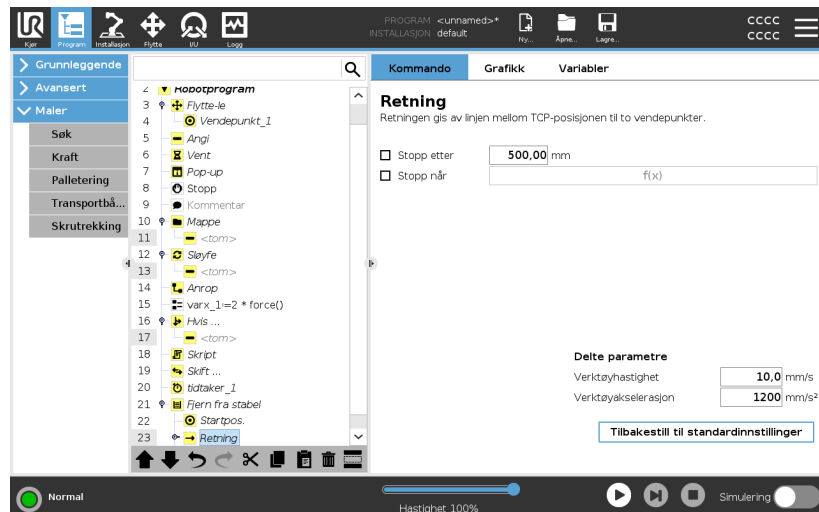 PROGRAM <unnamed>*
INSTALLASJON default
Kjør
Program
Installasjon
Flytte
I/U
Logg
Ny...
Åpne...
Lagre...
cccc
cccc
Grunnleggende
Avansert
Maler
Søk
Kraft
Palletering
Transportbå...
Skrutrekking
2 Robotprogram
3 Flytte-le
4 Vendepunkt_1
5 Angi
6 Vent
7 Pop-up
8 Stopp
9 Kommentar
10 Mappe
11 <tom>
12 Sløyfe
13 <tom>
14 Anrop
15 varx_1≔2 * force()
16 Hvis ...
17 <tom>
18 Skript
19 Skift ...
20 tidtaker_1
21 Fjern fra stabel
22 Startpos.
23 Retning
Kommando
Grafikk
Variabler
Retning
Retningen gis av linjen mellom TCP-posisjonen til to vendepunkter.
Stopp etter 500,00 mm
Stopp når f(x)
Delte parametre
Verktøyhastighet 10,0 mm/s
Verktøyakselerasjon 1200 mm/s²
Tilbakestill til standardinnstillinger
Normal
Hastighet 100%
Simulering